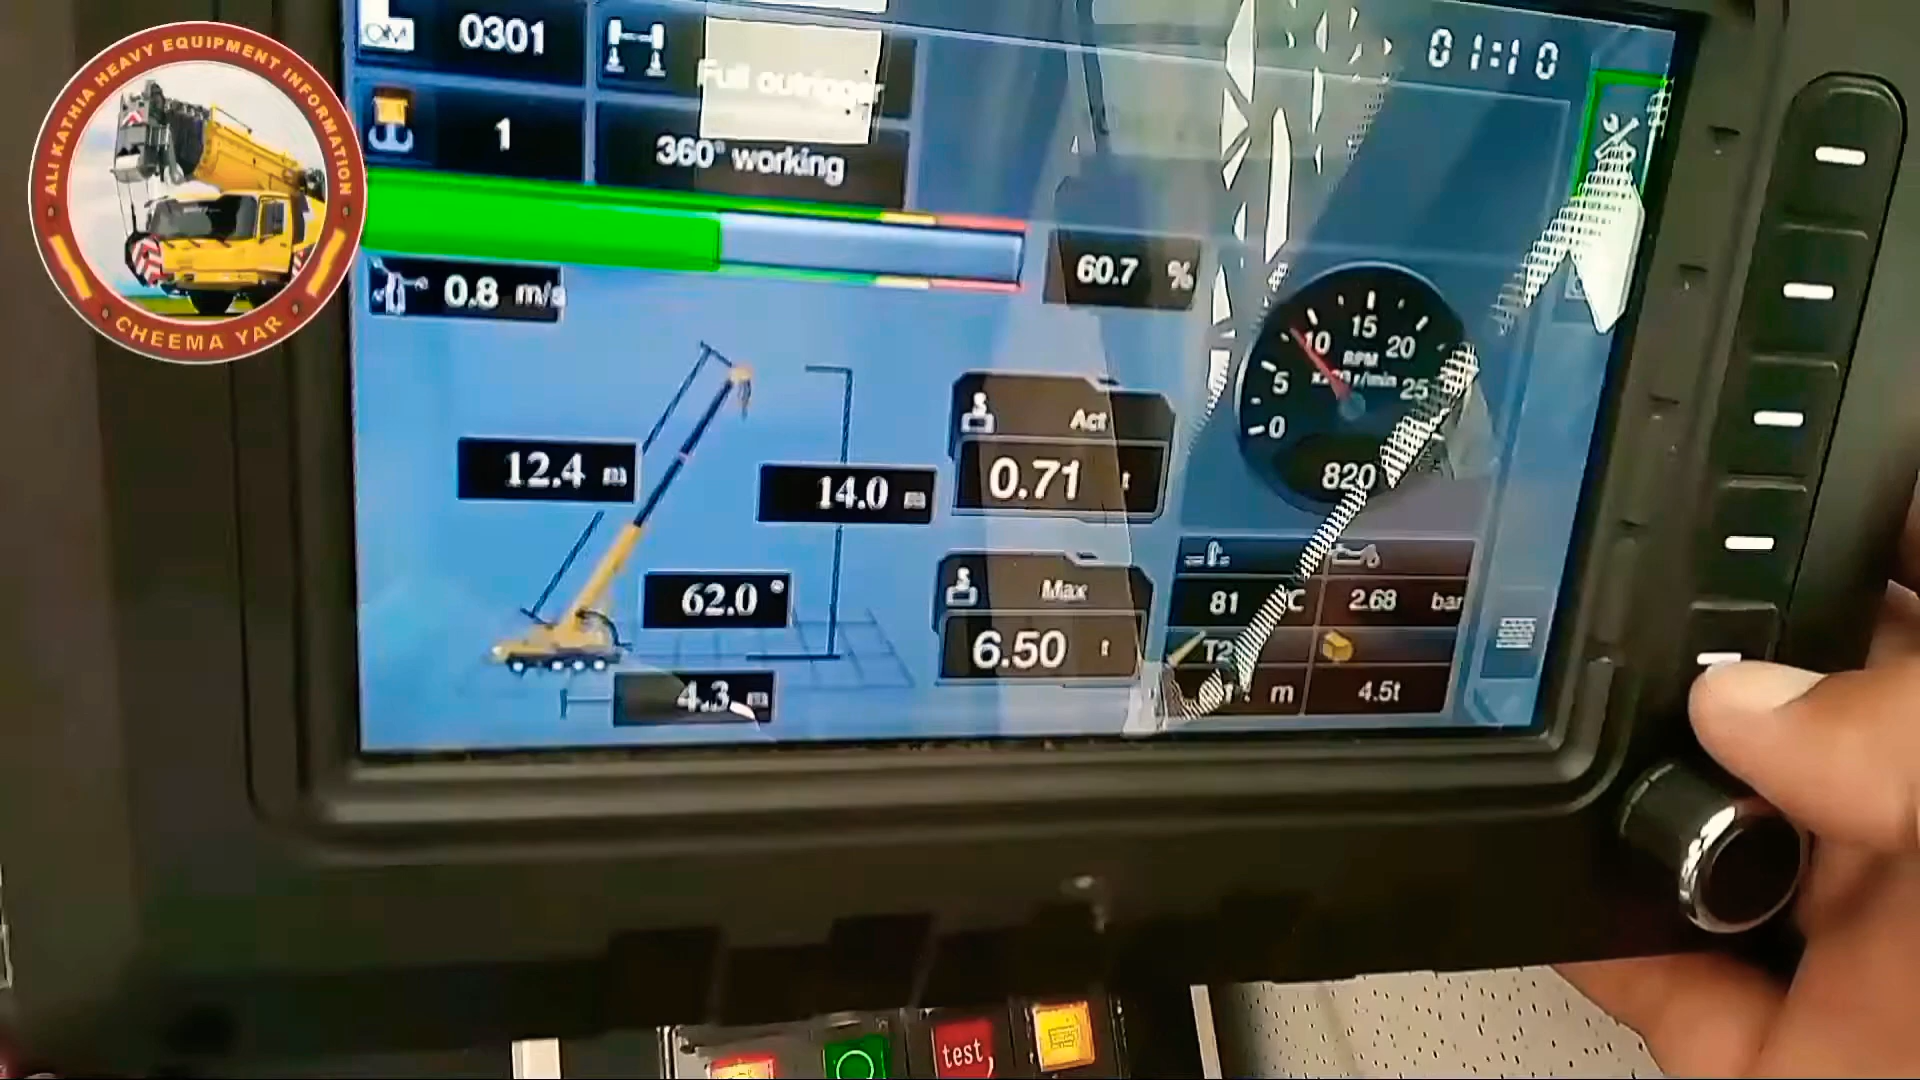 ALI KATHIA HEAVY EQUIPMENT INFORMATION
CHEEMA YAR
OM 0301
Full outrigger
01:10
1
360° working
60.7 %
0.8 m/s
12.4 m
14.0 m
62.0 °
4.3 m
Act
0.71 t
Max
6.50 t
0 5 10 15 20 25
RPM
r/min
820
81 °C
2.68 bar
T2
m
4.5t
test